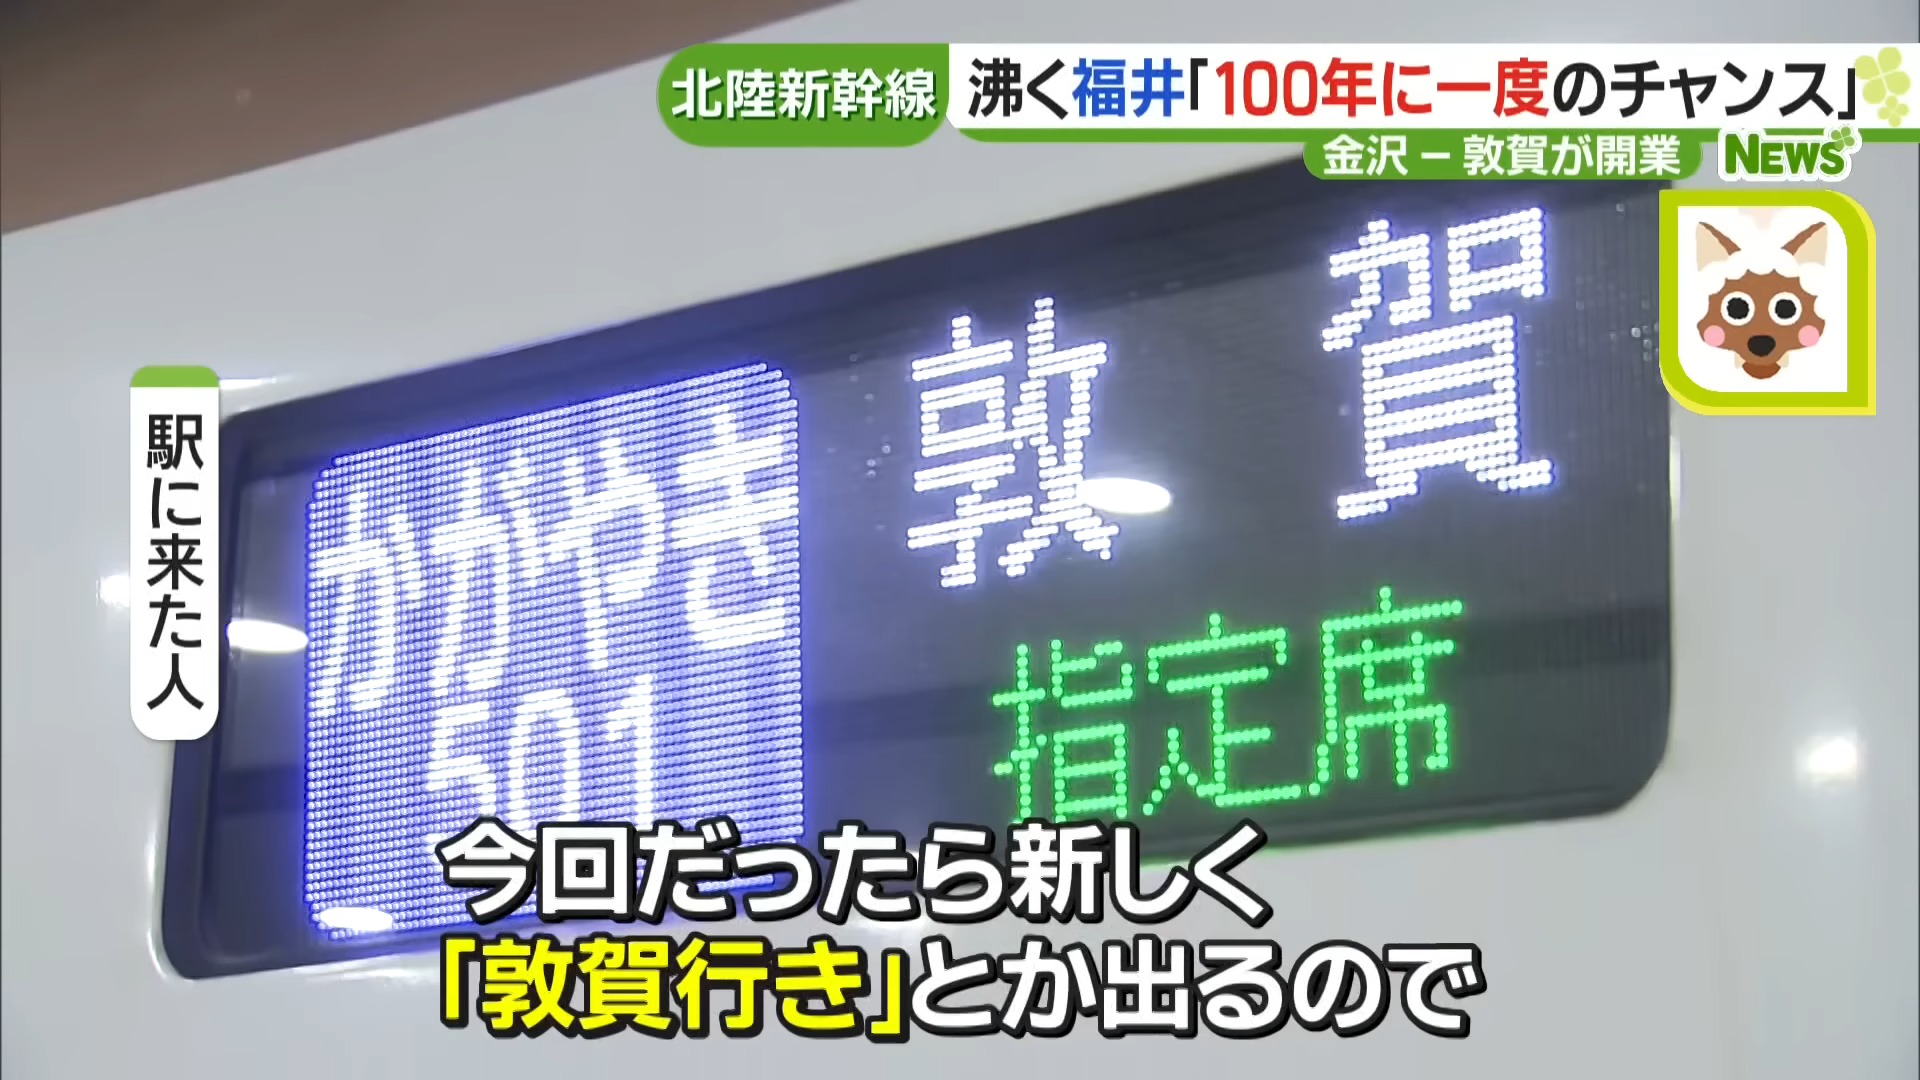 北陸新幹線
沸く福井「100年に一度のチャンス」
金沢－敦賀が開業
NEWS
駅に来た人
かがやき
501
敦賀
指定席
今回だったら新しく
「敦賀行き」とか出るので